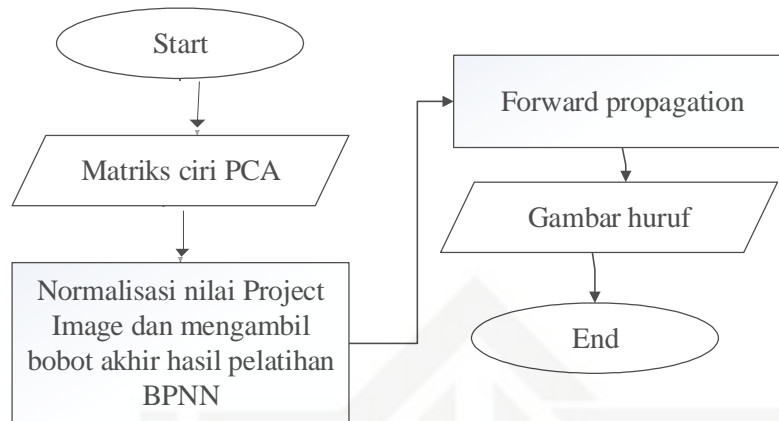 Start
Matriks ciri PCA
Normalisasi nilai Project
Image dan mengambil
bobot akhir hasil pelatihan
BPNN
Forward propagation
Gambar huruf
End